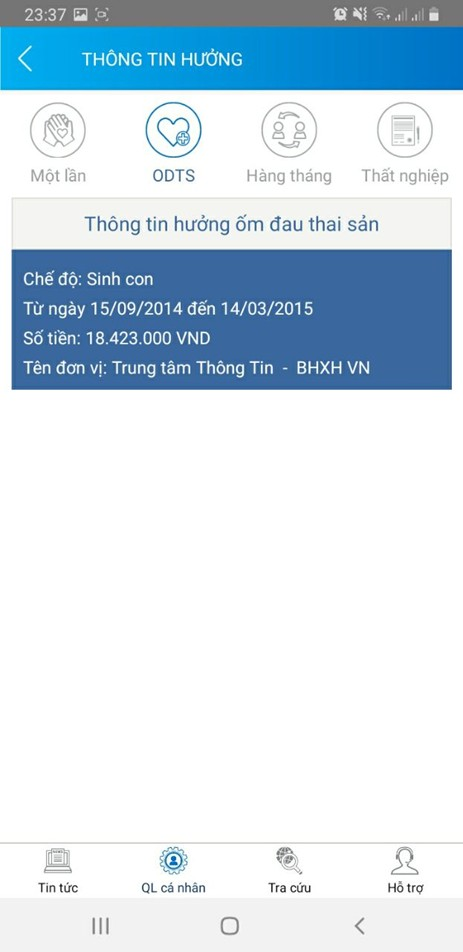 23:37
THÔNG TIN HƯỞNG
Một lần
ODTS
Hàng tháng
Thất nghiệp
Thông tin hưởng ốm đau thai sản
Chế độ: Sinh con
Từ ngày 15/09/2014 đến 14/03/2015
Số tiền: 18.423.000 VND
Tên đơn vị: Trung tâm Thông Tin - BHXH VN
Tin tức
QL cá nhân
Tra cứu
Hỗ trợ